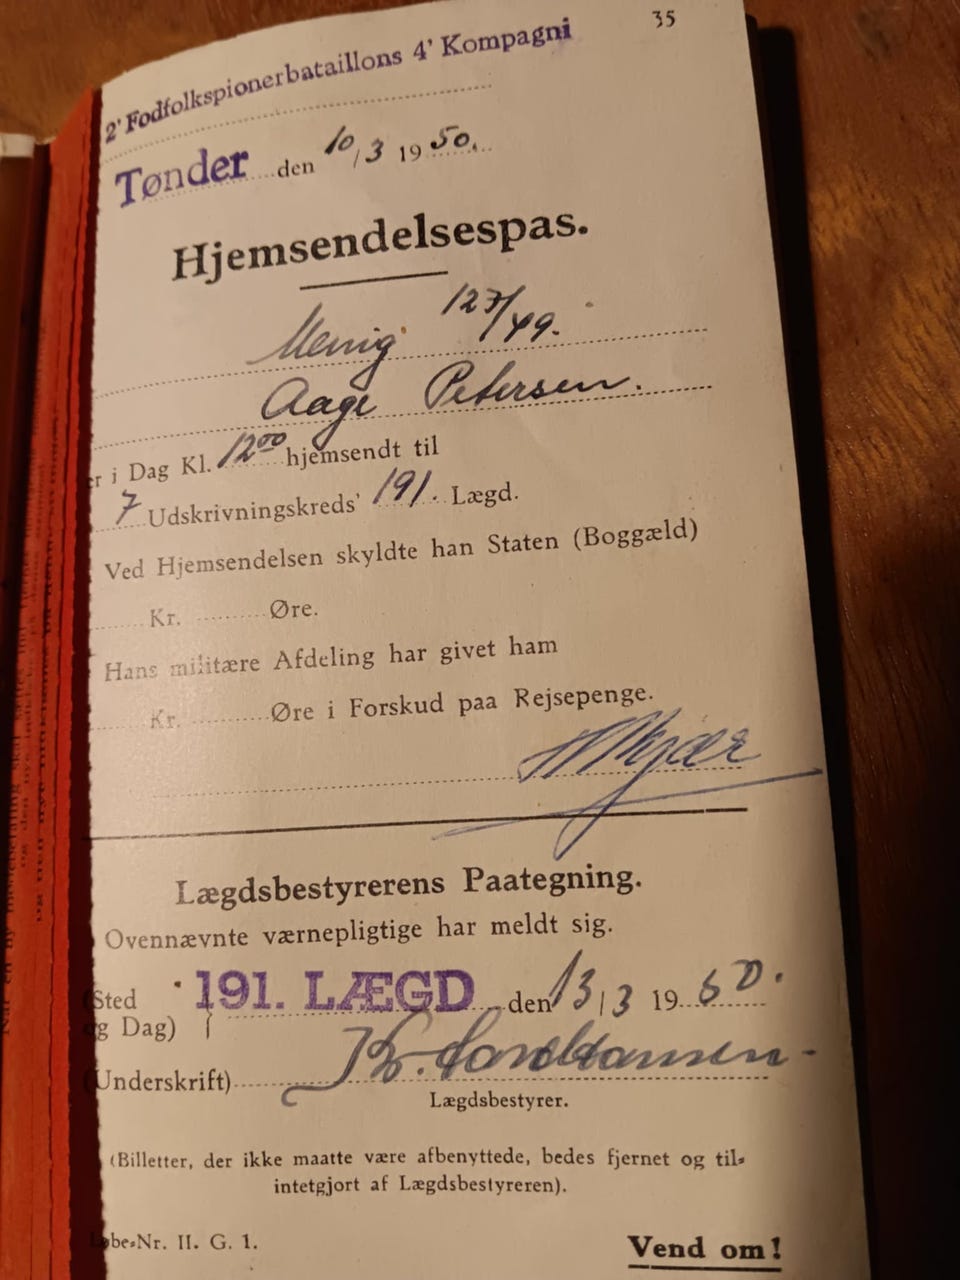 35
2' Fodfolkspionerbataillons 4' Kompagni
Tønder den 10/3 1950.
Hjemsendelsespas.
Menig 127/49.
Aage Petersen.
er i Dag Kl. 12⁰⁰ hjemsendt til
7 Udskrivningskreds' 191. Lægd.
Ved Hjemsendelsen skyldte han Staten (Boggæld)
Kr. Øre.
Hans militære Afdeling har givet ham
Kr. Øre i Forskud paa Rejsepenge.
Lægdsbestyrerens Paategning.
Ovennævnte værnepligtige har meldt sig.
(Sted 191. LÆGD den 13/3 1950.
og Dag)
(Underskrift)
Lægdsbestyrer.
(Billetter, der ikke maatte være afbenyttede, bedes fjernet og til=
intetgjort af Lægdsbestyreren).
Løbe=Nr. II. G. 1.
Vend om!